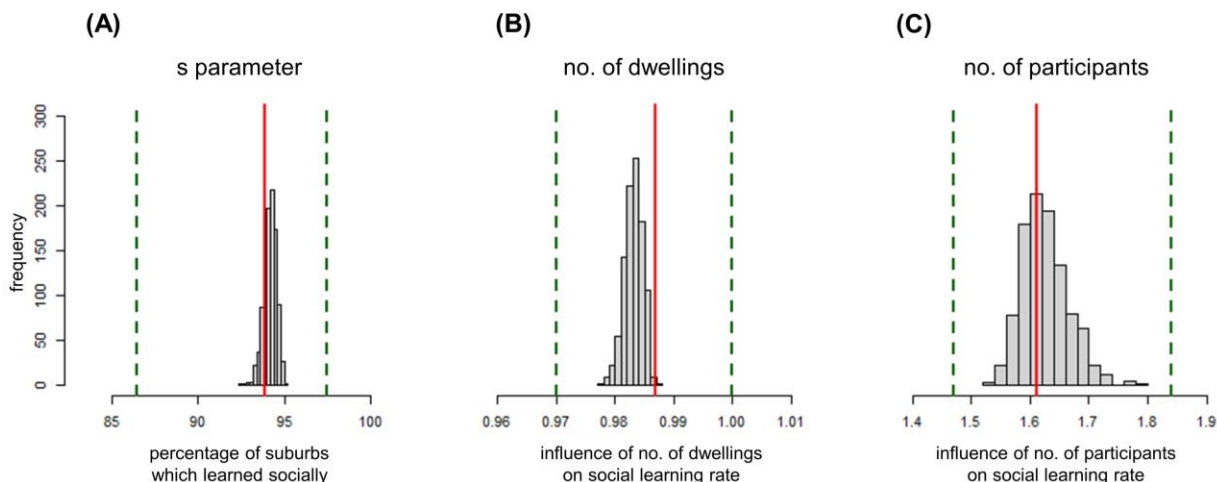 (A)
s parameter
frequency
300
250
200
150
100
50
0
85 90 95 100
percentage of suburbs
which learned socially
(B)
no. of dwellings
0.96 0.97 0.98 0.99 1.00 1.01
influence of no. of dwellings
on social learning rate
(C)
no. of participants
1.4 1.5 1.6 1.7 1.8 1.9
influence of no. of participants
on social learning rate